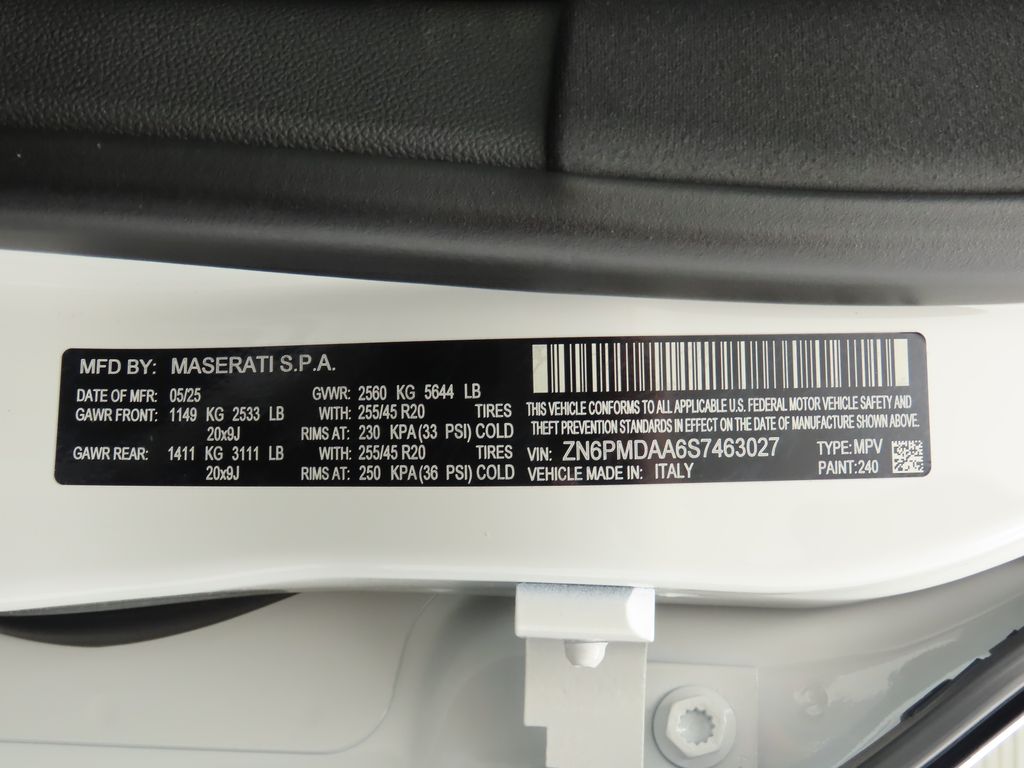 MFD BY: MASERATI S.P.A.
DATE OF MFR: 05/25 GVWR: 2560 KG 5644 LB
GAWR FRONT: 1149 KG 2533 LB WITH: 255/45 R20 TIRES
20x9J RIMS AT: 230 KPA(33 PSI) COLD
GAWR REAR: 1411 KG 3111 LB WITH: 255/45 R20 TIRES
20x9J RIMS AT: 250 KPA(36 PSI) COLD
THIS VEHICLE CONFORMS TO ALL APPLICABLE U.S. FEDERAL MOTOR VEHICLE SAFETY AND
THEFT PREVENTION STANDARDS IN EFFECT ON THE DATE OF MANUFACTURE SHOWN ABOVE.
VIN: ZN6PMDAA6S7463027 TYPE: MPV
VEHICLE MADE IN: ITALY PAINT: 240